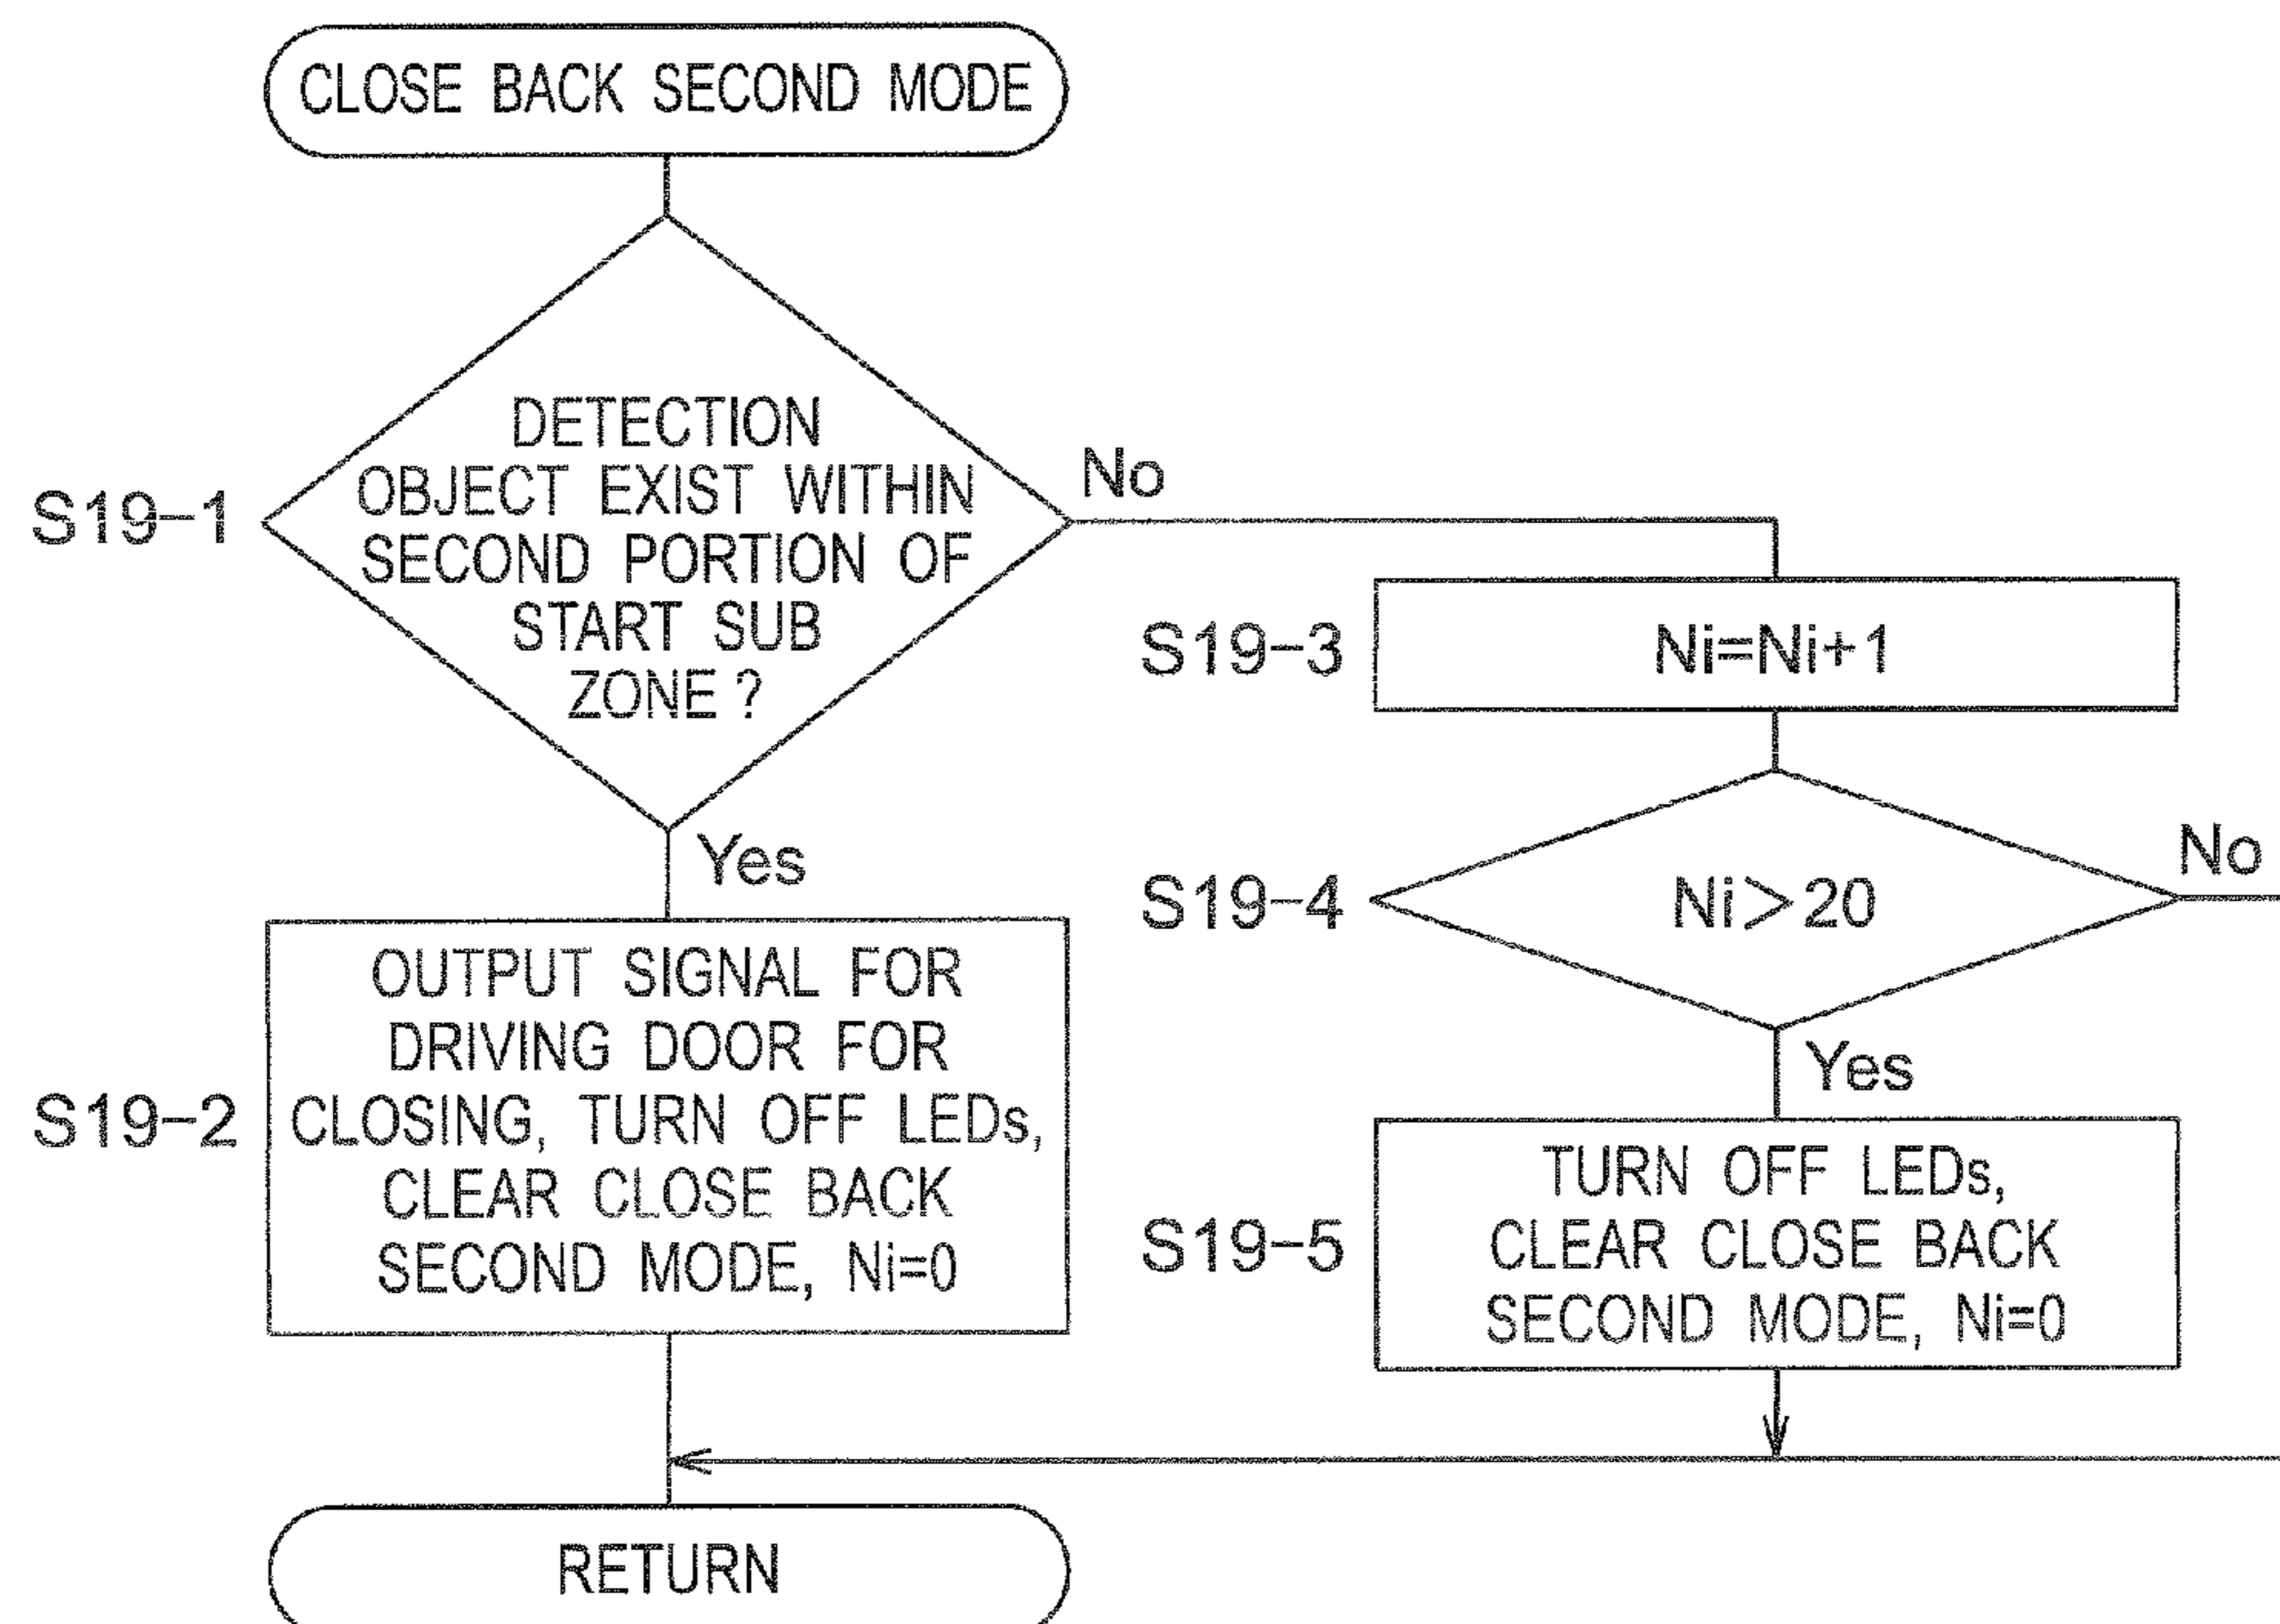 CLOSE BACK SECOND MODE
DETECTION
OBJECT EXIST WITHIN
SECOND PORTION OF
START SUB
ZONE ?
S19-1
No
Yes
OUTPUT SIGNAL FOR
DRIVING DOOR FOR
CLOSING, TURN OFF LEDs,
CLEAR CLOSE BACK
SECOND MODE, Ni=0
S19-2
S19-3
Ni=Ni+1
S19-4
Ni>20
No
Yes
S19-5
TURN OFF LEDs,
CLEAR CLOSE BACK
SECOND MODE, Ni=0
RETURN